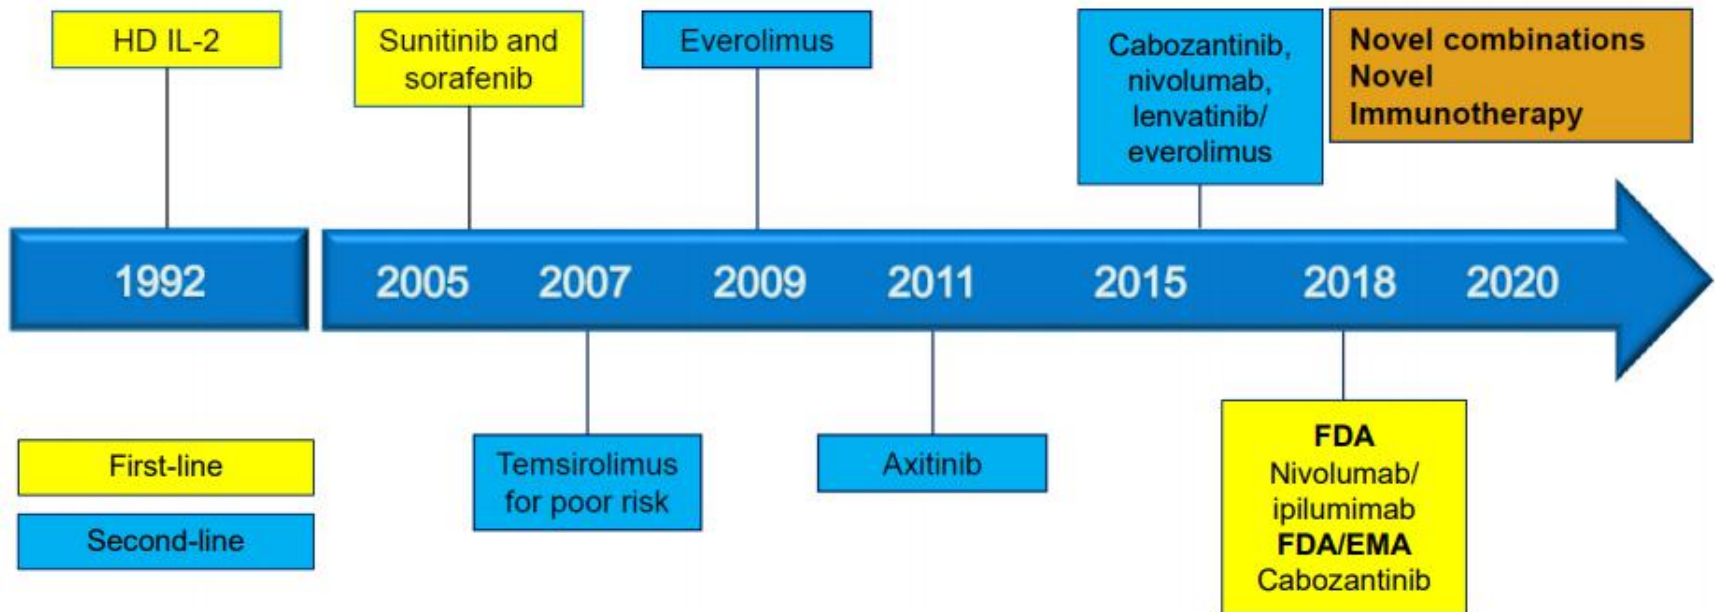 HD IL-2
Sunitinib and
sorafenib
Everolimus
Cabozantinib,
nivolumab,
lenvatinib/
everolimus
Novel combinations
Novel
Immunotherapy
1992
2005
2007
2009
2011
2015
2018
2020
First-line
Second-line
Temsirolimus
for poor risk
Axitinib
FDA
Nivolumab/
ipilumimab
FDA/EMA
Cabozantinib